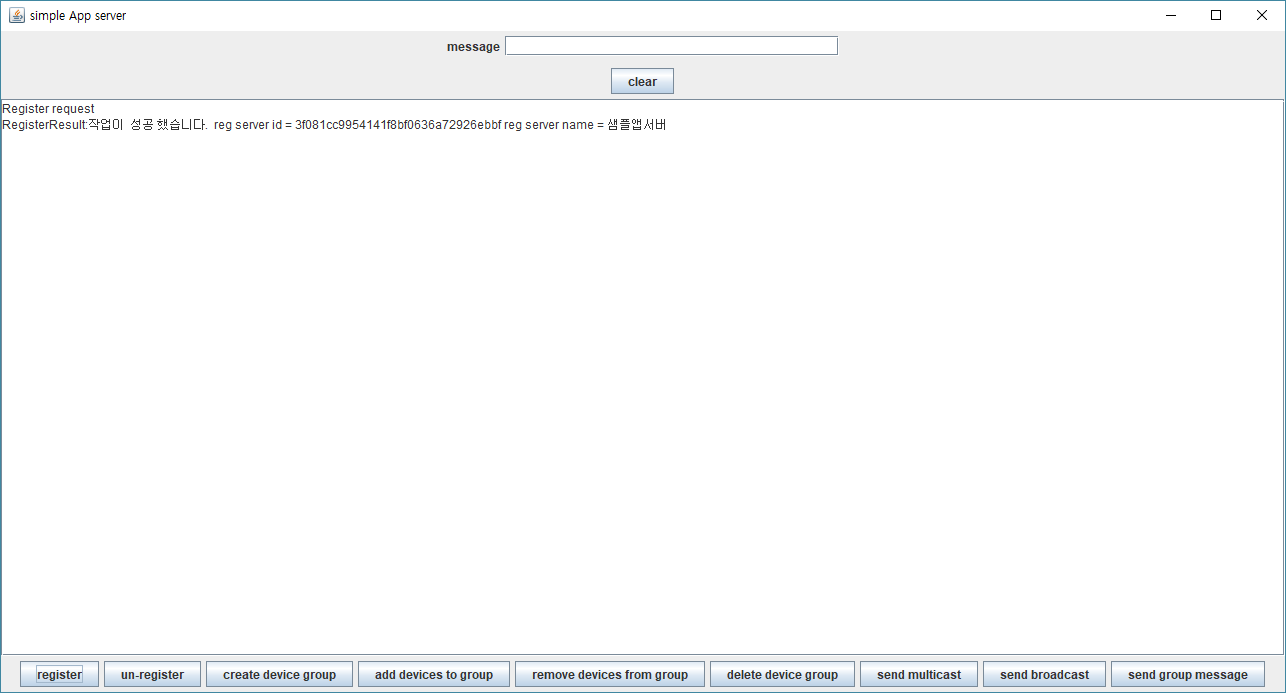 simple App server
message
clear
Register request
RegisterResult:작업이 성공 했습니다. reg server id = 3f081cc9954141f8bf0636a72926ebbf reg server name = 샘플앱서버
register un-register create device group add devices to group remove devices from group delete device group send multicast send broadcast send group message